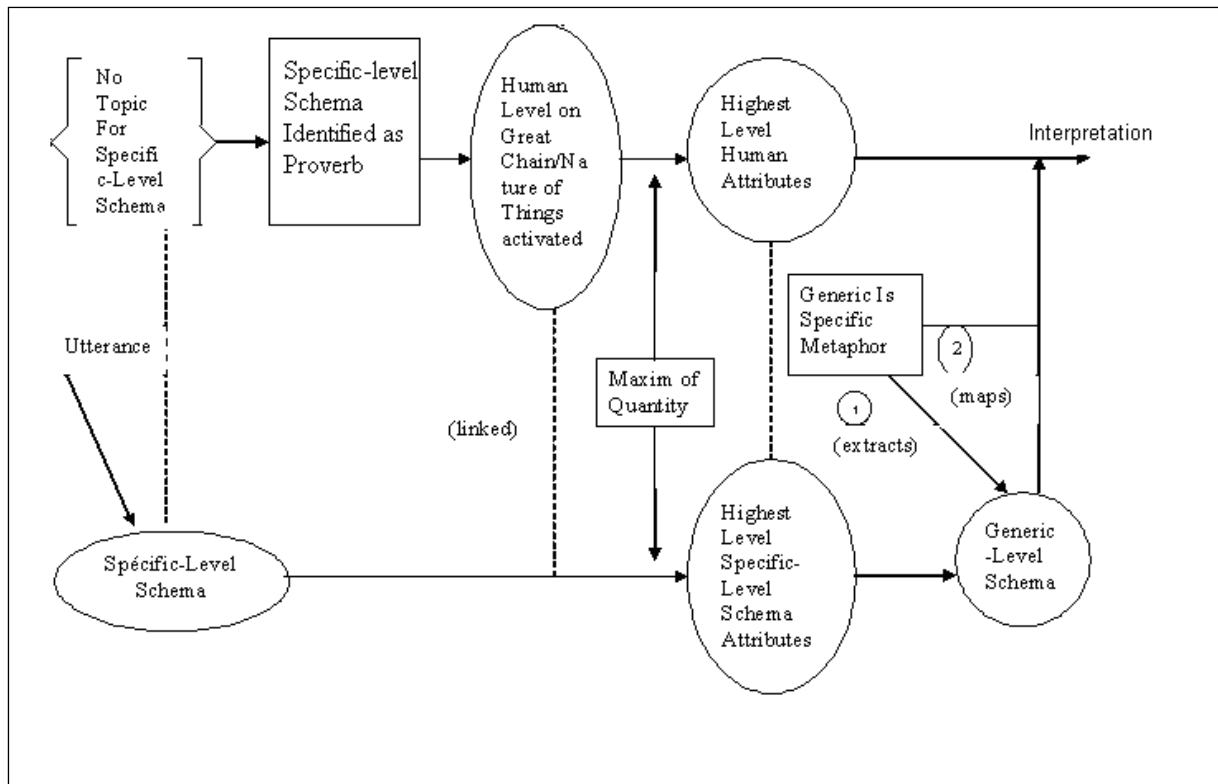 No
Topic
For
Specifi
c-Level
Schema
Specific-level
Schema
Identified as
Proverb
Human
Level on
Great
Chain/Na
ture of
Things
activated
Highest
Level
Human
Attributes
Interpretation
Generic Is
Specific
Metaphor
Utterance
2
(maps)
Maxim of
Quantity
1
(linked)
(extracts)
Spécific-Level
Schema
Highest
Level
Specific-
Level
Schema
Attributes
Generic
-Level
Schema